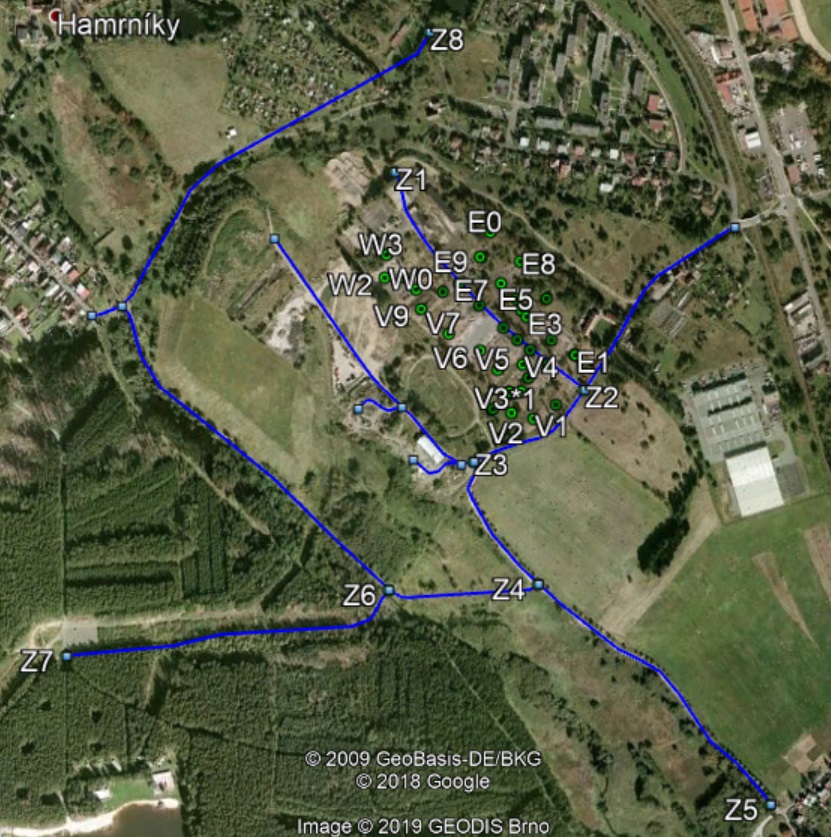 Hamrníky
Z8
Z1
E0
W3
E9
E8
W2
W0
E7
E5
V9
V7
E3
V6
V5
V4
E1
V3
*1
Z2
V2
V1
Z3
Z6
Z4
Z7
© 2009 GeoBasis-DE/BKG
© 2018 Google
Z5
Image © 2019 GEODIS Brno